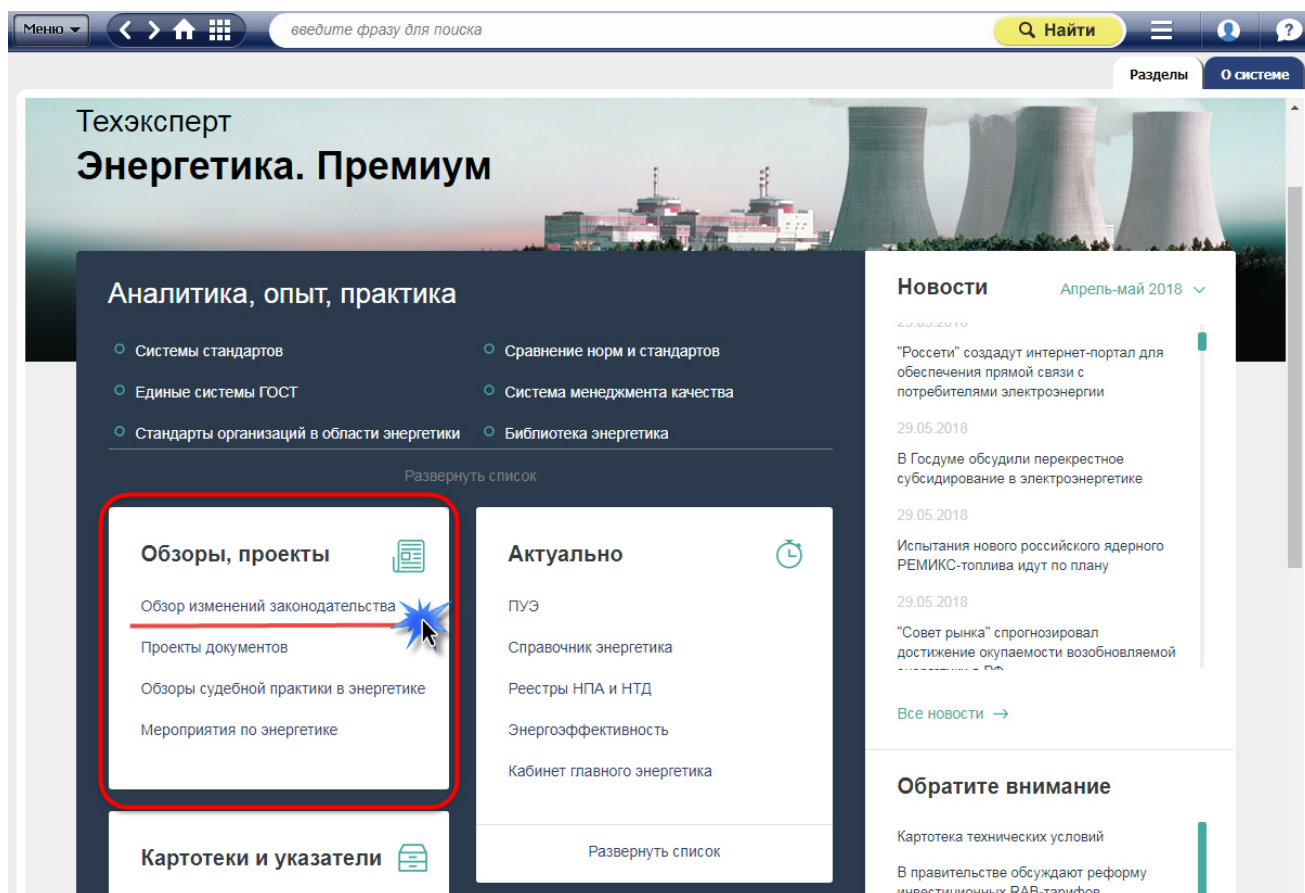 Меню
введите фразу для поиска
Найти
?
Разделы
О системе
Техэксперт
Энергетика. Премиум
Аналитика, опыт, практика
Системы стандартов
Сравнение норм и стандартов
Единые системы ГОСТ
Система менеджмента качества
Стандарты организаций в области энергетики
Библиотека энергетика
Развернуть список
Обзоры, проекты
Обзор изменений законодательства
Проекты документов
Обзоры судебной практики в энергетике
Мероприятия по энергетике
Картотеки и указатели
Актуально
ПУЭ
Справочник энергетика
Реестры НПА и НТД
Энергоэффективность
Кабинет главного энергетика
Развернуть список
Новости
Апрель-май 2018
"Россети" создадут интернет-портал для
обеспечения прямой связи с
потребителями электроэнергии
29.05.2018
В Госдуме обсудили перекрестное
субсидирование в электроэнергетике
29.05.2018
Испытания нового российского ядерного
РЕМИКС-топлива идут по плану
29.05.2018
"Совет рынка" спрогнозировал
достижение окупаемости возобновляемой
энергетики в РФ
Все новости →
Обратите внимание
Картотека технических условий
В правительстве обсуждают реформу
инвестиционных RAB-тарифов